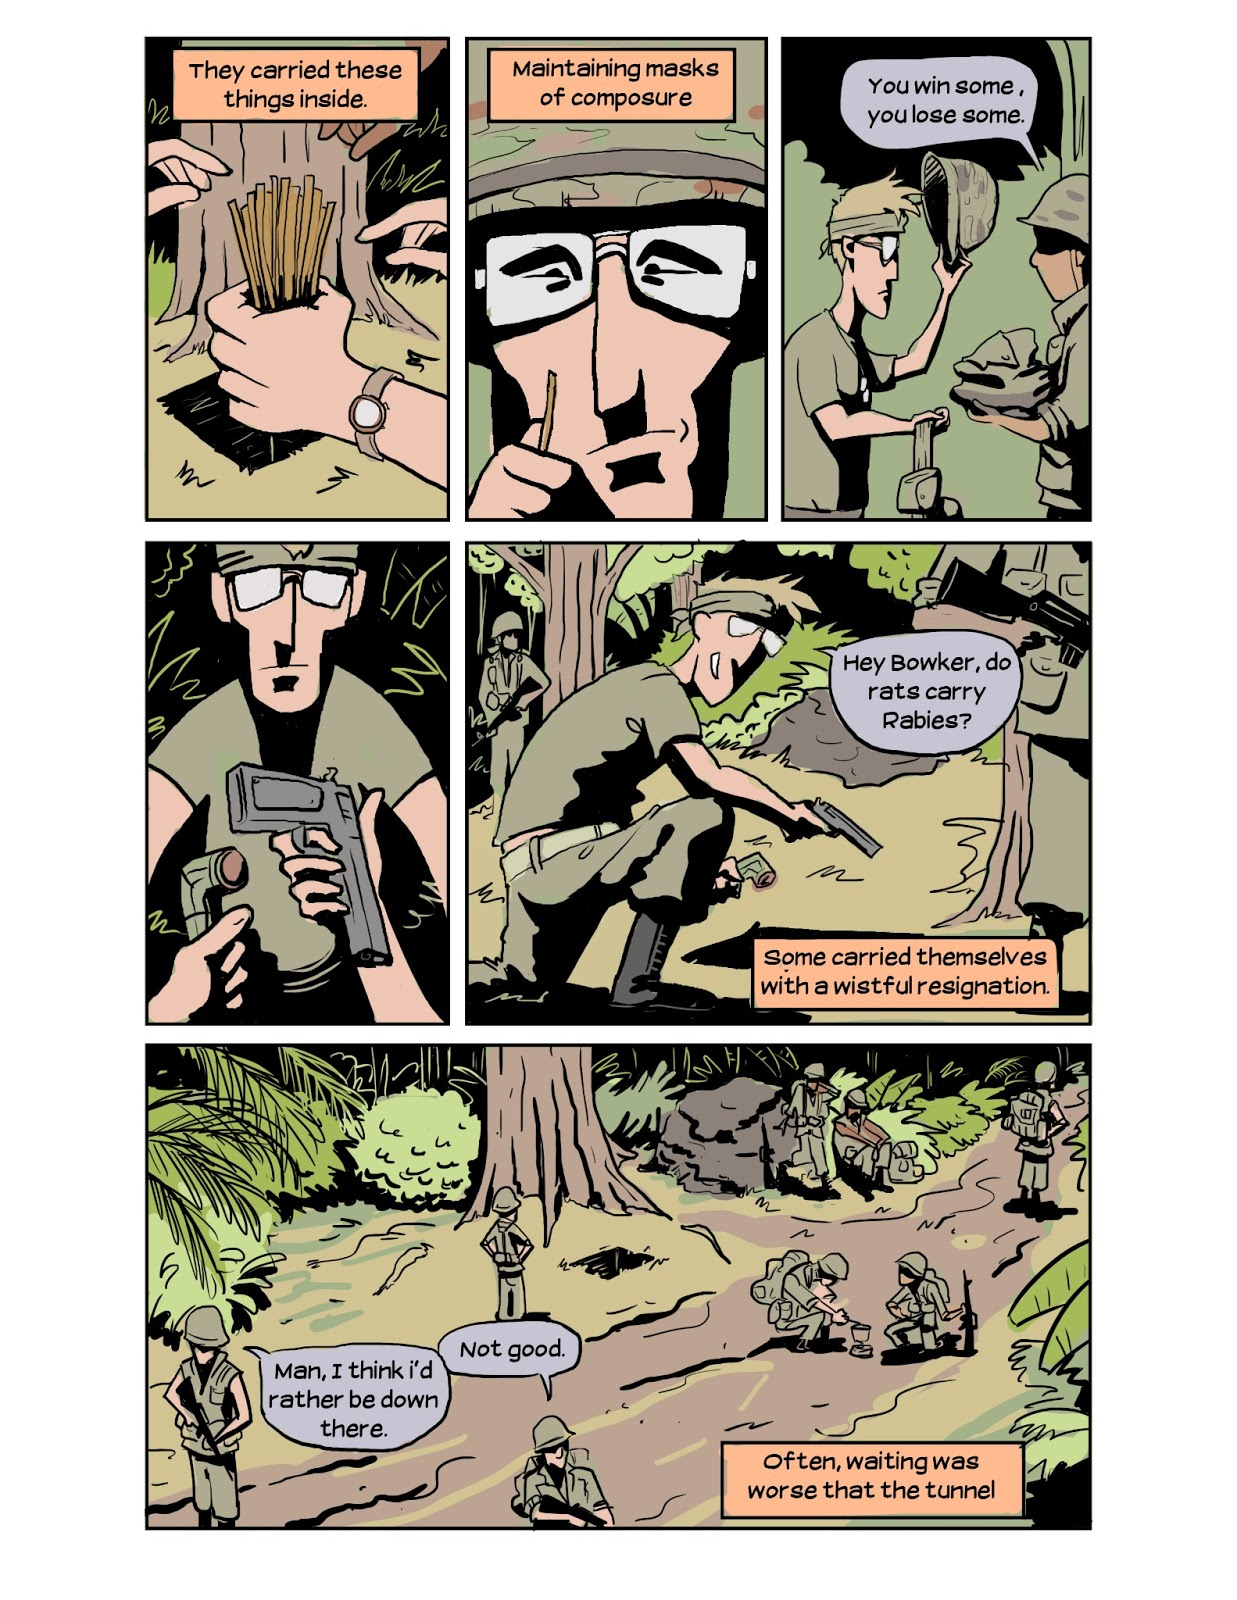 They carried these
things inside.
Maintaining masks
of composure
You win some ,
you lose some.
Hey Bowker, do
rats carry
Rabies?
Some carried themselves
with a wistful resignation.
Man, I think i'd
rather be down
there.
Not good.
Often, waiting was
worse that the tunnel